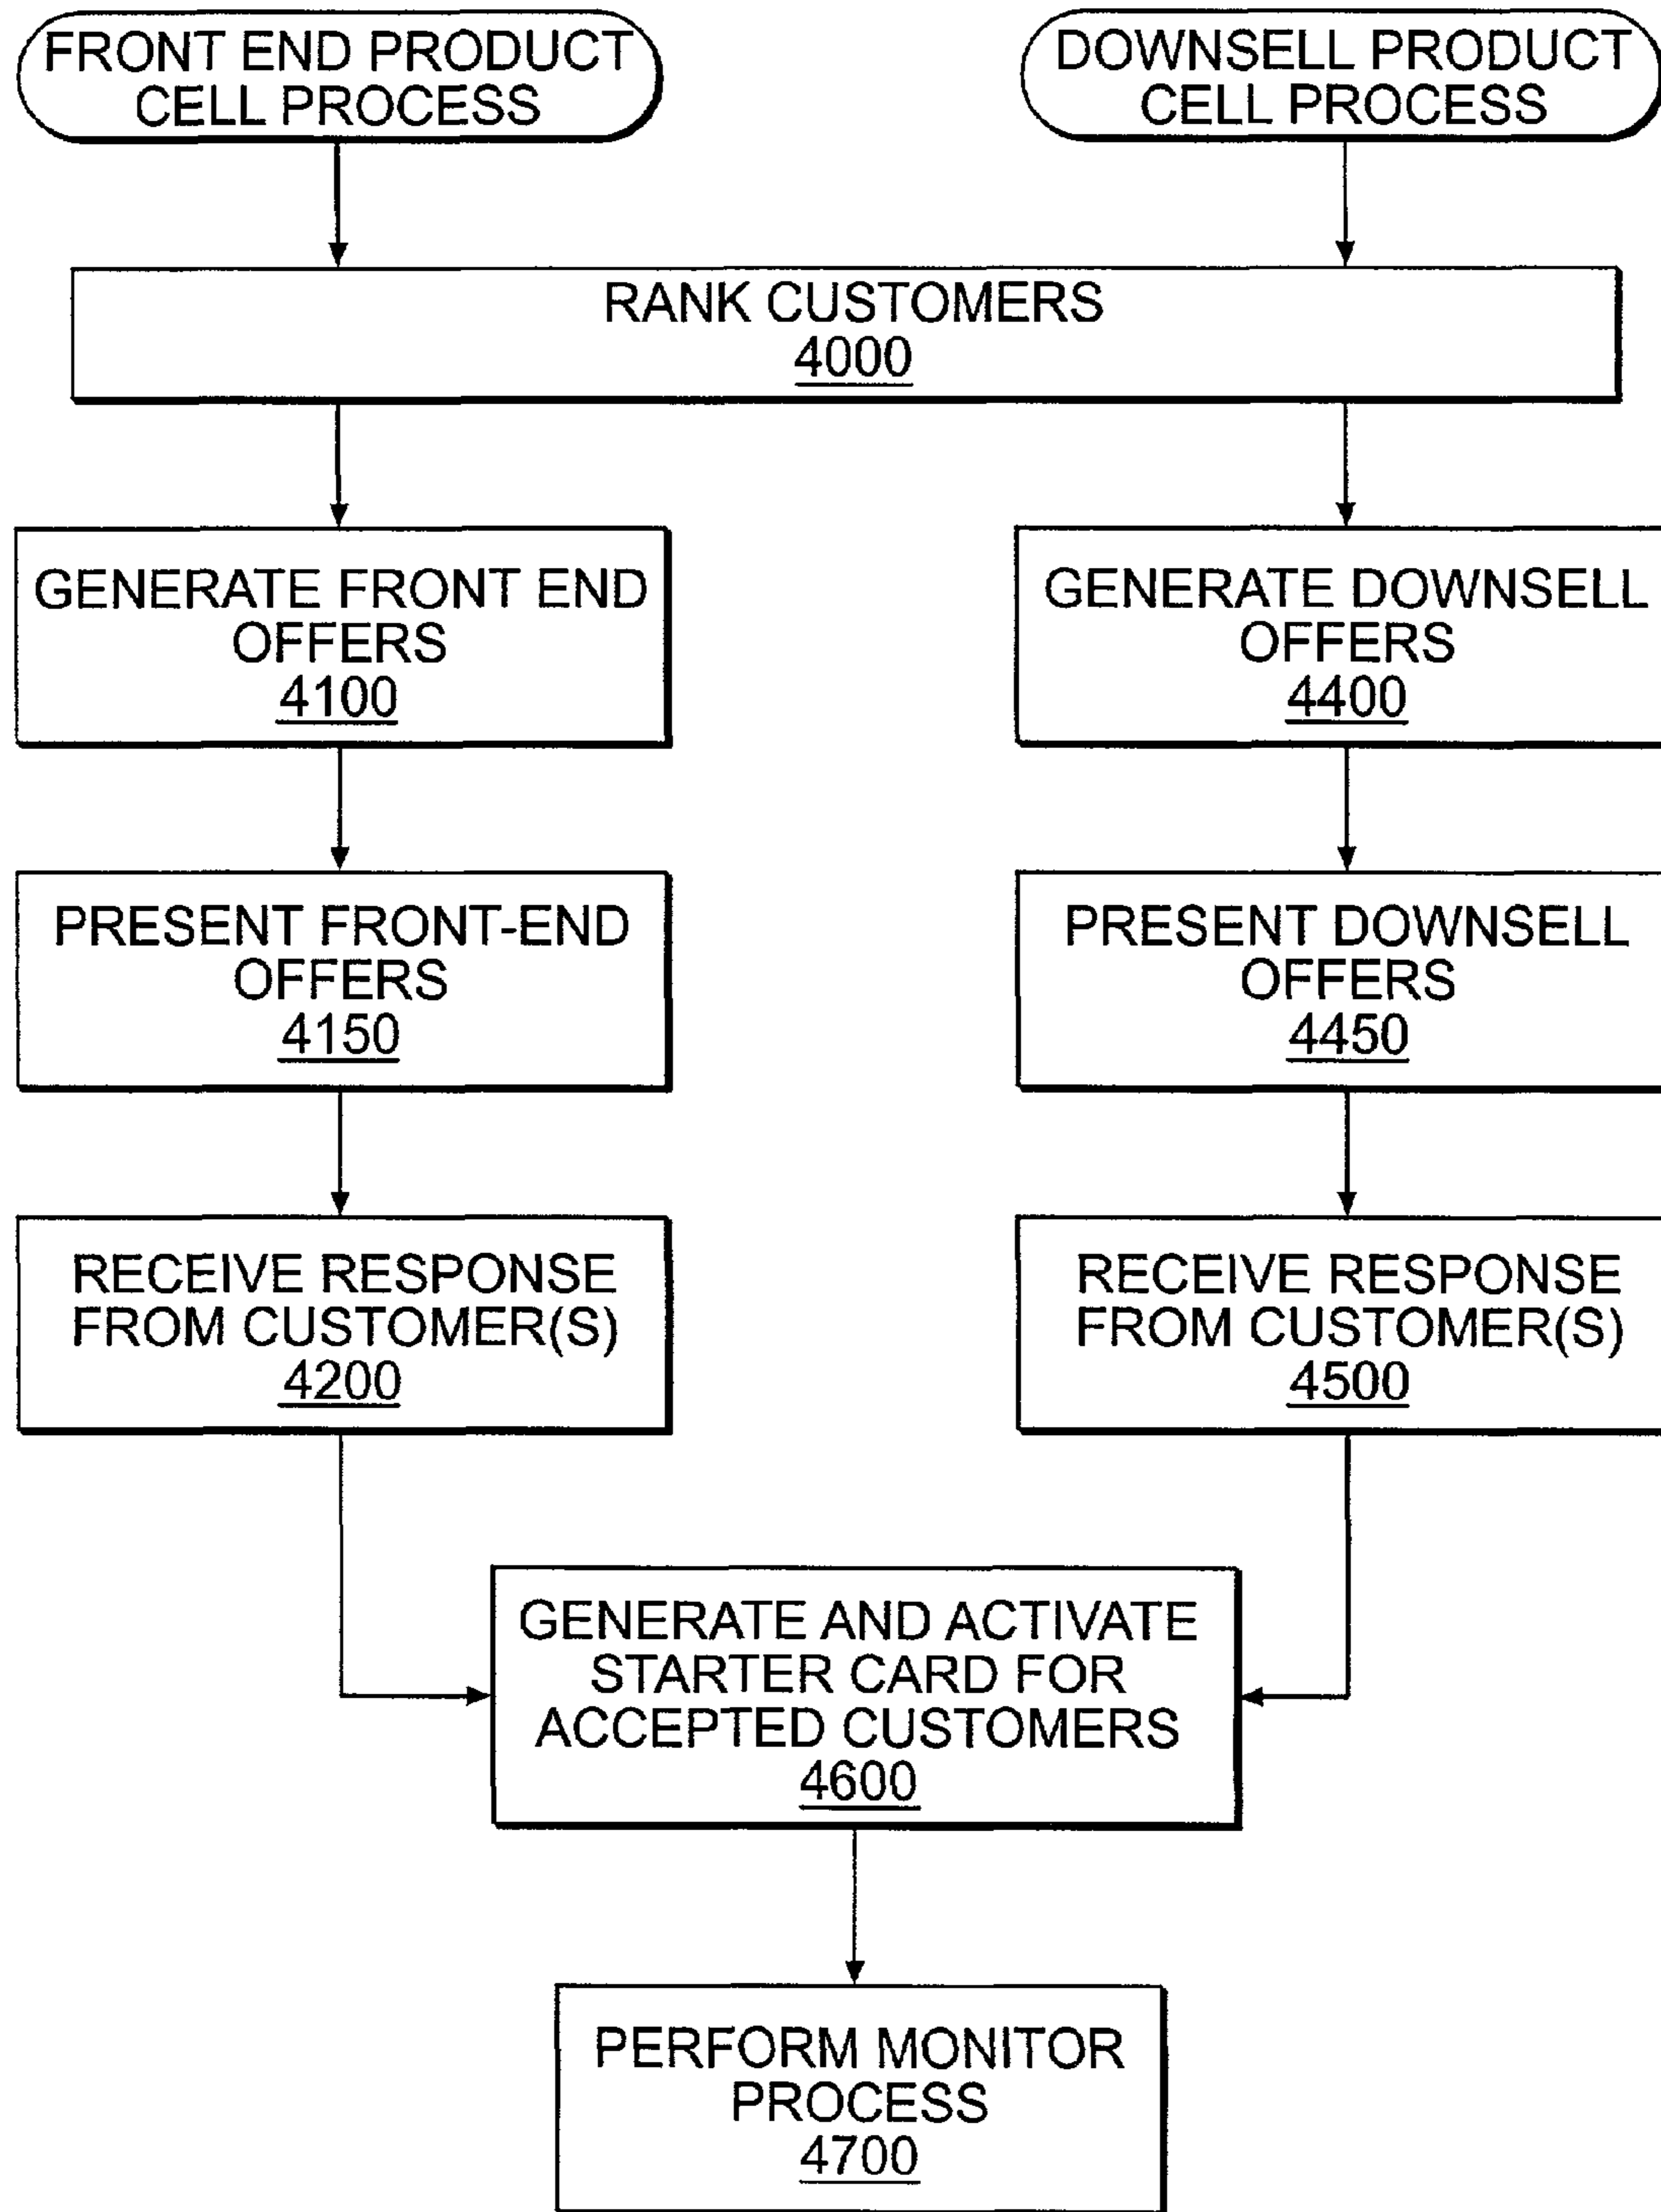 FRONT END PRODUCT
CELL PROCESS
DOWNSELL PRODUCT
CELL PROCESS
RANK CUSTOMERS
4000
GENERATE FRONT END
OFFERS
4100
GENERATE DOWNSELL
OFFERS
4400
PRESENT FRONT-END
OFFERS
4150
PRESENT DOWNSELL
OFFERS
4450
RECEIVE RESPONSE
FROM CUSTOMER(S)
4200
RECEIVE RESPONSE
FROM CUSTOMER(S)
4500
GENERATE AND ACTIVATE
STARTER CARD FOR
ACCEPTED CUSTOMERS
4600
PERFORM MONITOR
PROCESS
4700